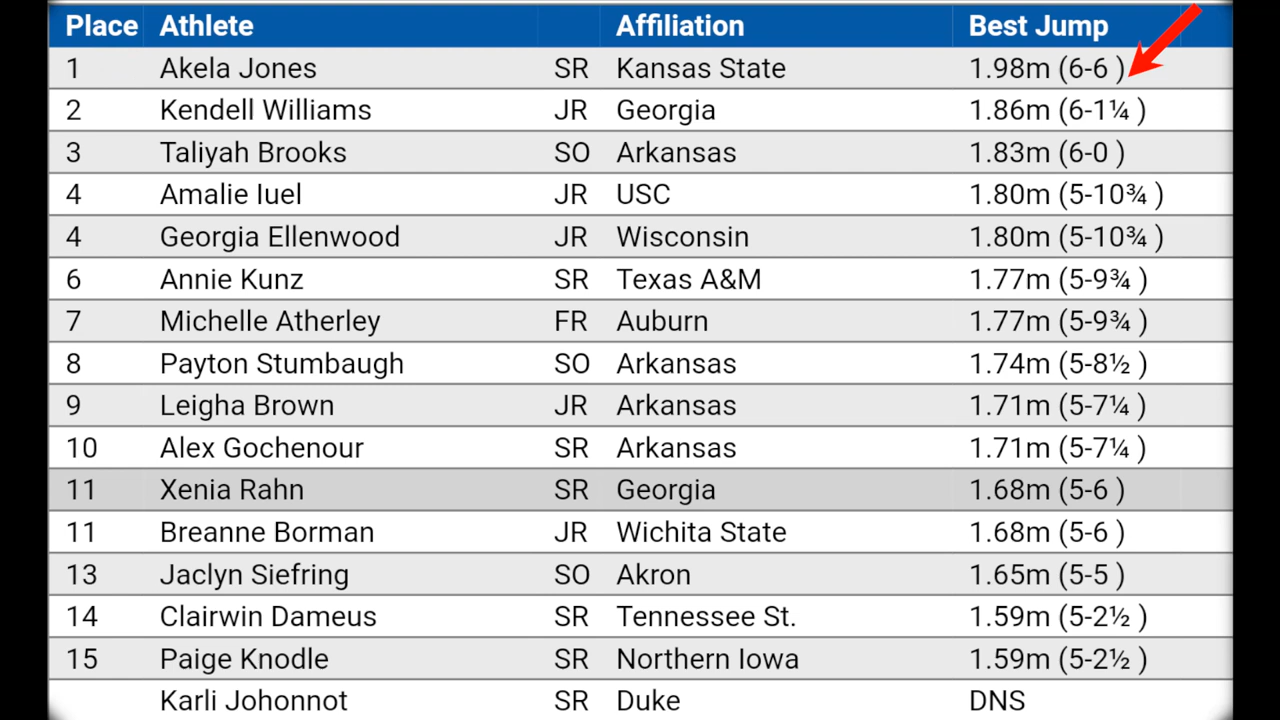 Place Athlete Affiliation Best Jump
1 Akela Jones SR Kansas State 1.98m (6-6 )
2 Kendell Williams JR Georgia 1.86m (6-1¼ )
3 Taliyah Brooks SO Arkansas 1.83m (6-0 )
4 Amalie Iuel JR USC 1.80m (5-10¾ )
4 Georgia Ellenwood JR Wisconsin 1.80m (5-10¾ )
6 Annie Kunz SR Texas A&M 1.77m (5-9¾ )
7 Michelle Atherley FR Auburn 1.77m (5-9¾ )
8 Payton Stumbaugh SO Arkansas 1.74m (5-8½ )
9 Leigha Brown JR Arkansas 1.71m (5-7¼ )
10 Alex Gochenour SR Arkansas 1.71m (5-7¼ )
11 Xenia Rahn SR Georgia 1.68m (5-6 )
11 Breanne Borman JR Wichita State 1.68m (5-6 )
13 Jaclyn Siefring SO Akron 1.65m (5-5 )
14 Clairwin Dameus SR Tennessee St. 1.59m (5-2½ )
15 Paige Knodle SR Northern Iowa 1.59m (5-2½ )
Karli Johonnot SR Duke DNS